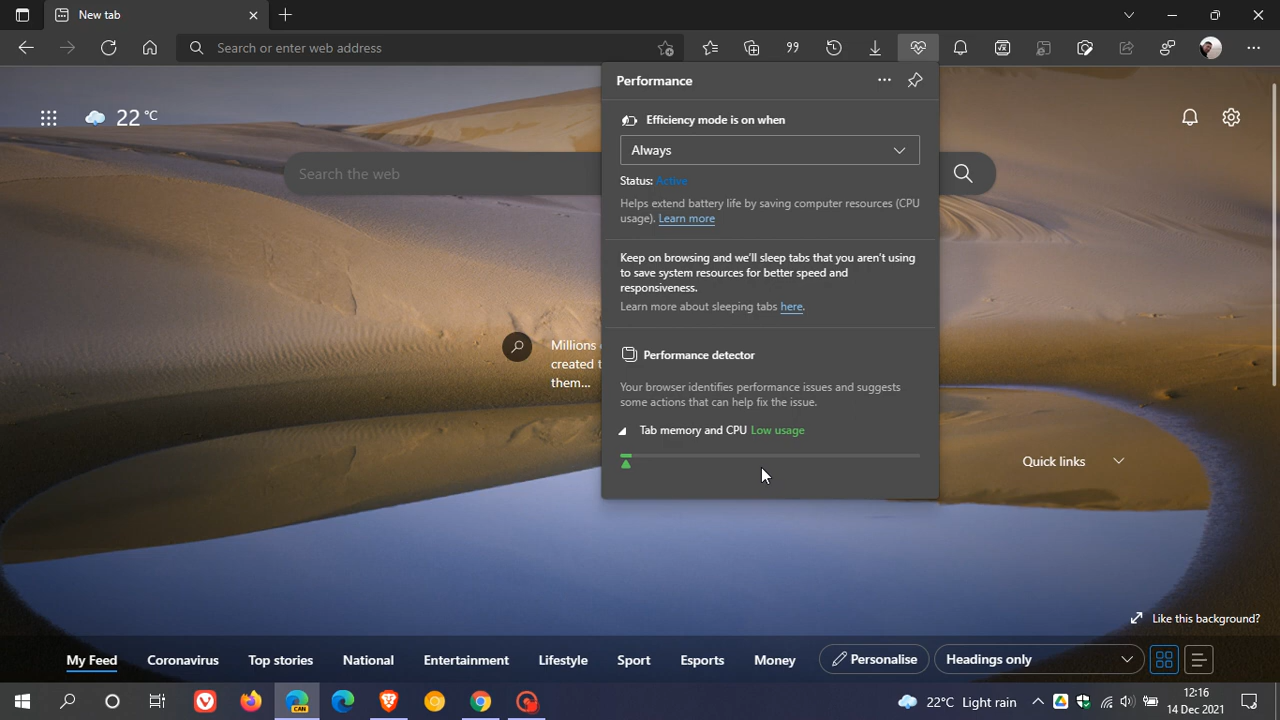 New tab
Search or enter web address
Performance
22 °C
Efficiency mode is on when
Always
Search the web
Status: Active
Helps extend battery life by saving computer resources (CPU
usage). Learn more
Keep on browsing and we'll sleep tabs that you aren't using
to save system resources for better speed and
responsiveness.
Learn more about sleeping tabs here.
Millions
created t
them...
Performance detector
Your browser identifies performance issues and suggests
some actions that can help fix the issue.
Tab memory and CPU Low usage
Quick links
Like this background?
My Feed Coronavirus Top stories National Entertainment Lifestyle Sport Esports Money Personalise Headings only
CAN
22°C Light rain
12:16
14 Dec 2021